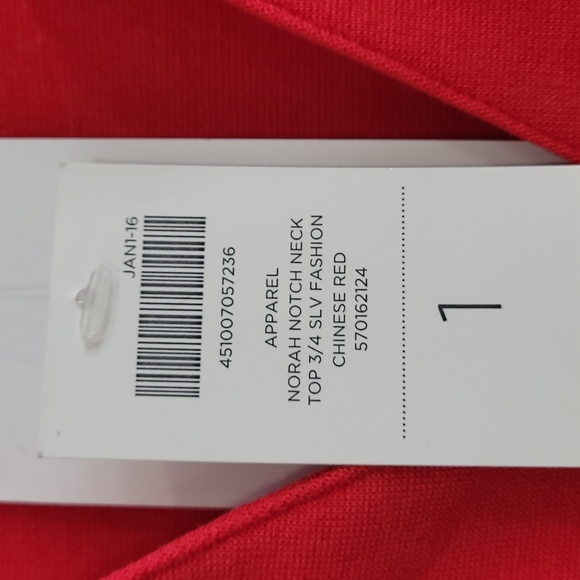 JAN1-16
451007057236
APPAREL
NORAH NOTCH NECK
TOP 3/4 SLV FASHION
CHINESE RED
570162124
1